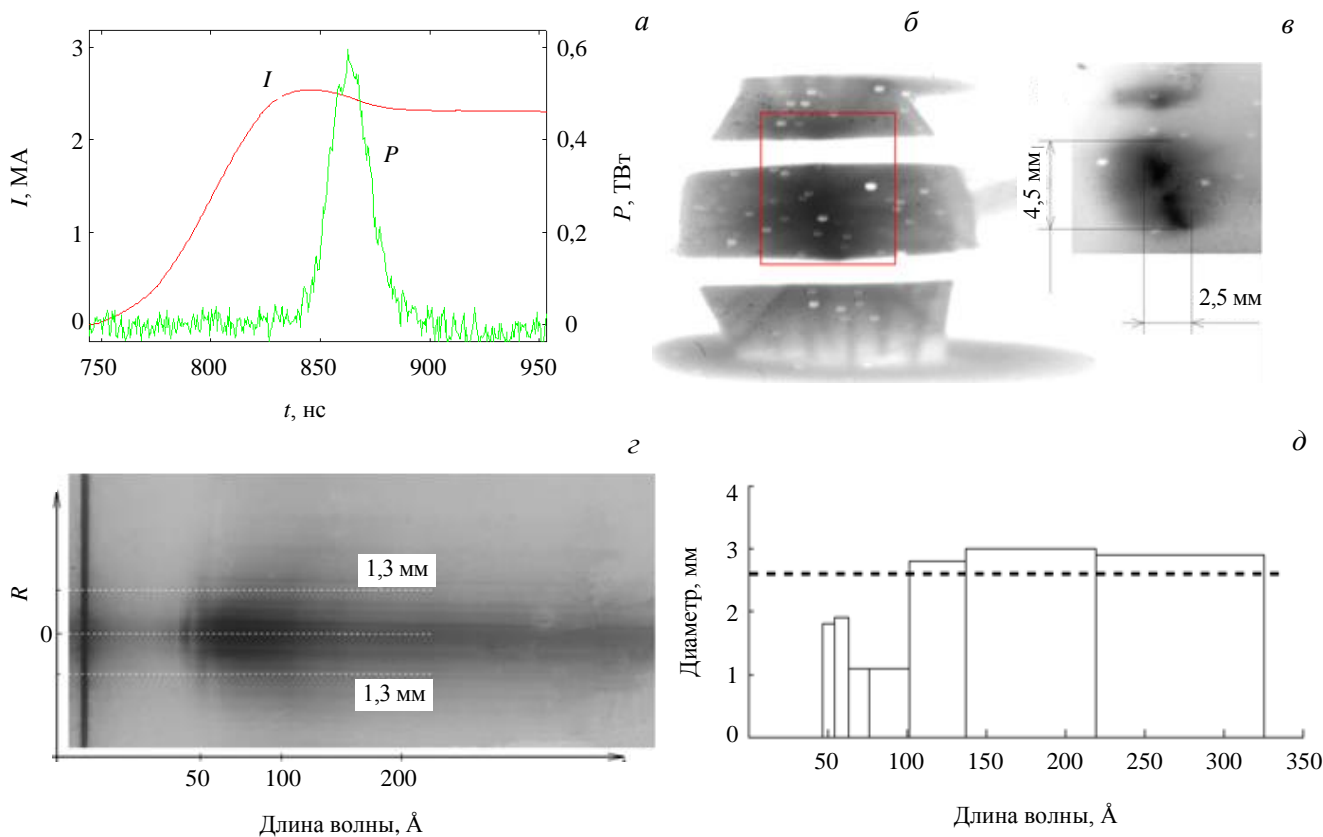 а
б
в
3
2
1
0
I, МА
I
P
0,6
0,4
0,2
0
P, ТВт
750
800
850
900
950
t, нс
4,5 мм
2,5 мм
г
R
0
1,3 мм
1,3 мм
50
100
200
Длина волны, Å
д
4
3
2
1
0
Диаметр, мм
50
100
150
200
250
300
350
Длина волны, Å